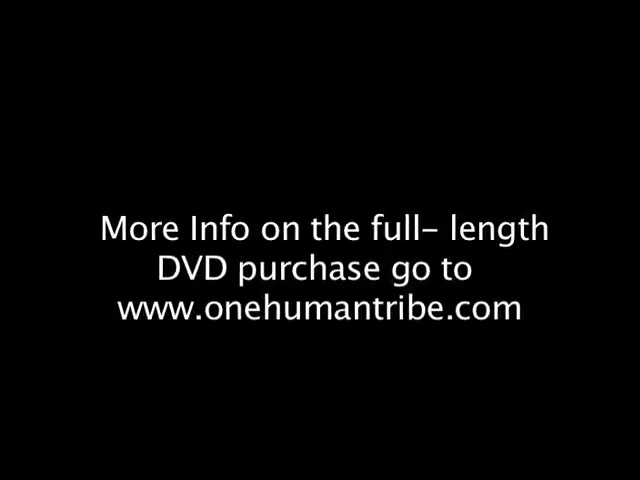 More Info on the full- length
DVD purchase go to
www.onehumantribe.com